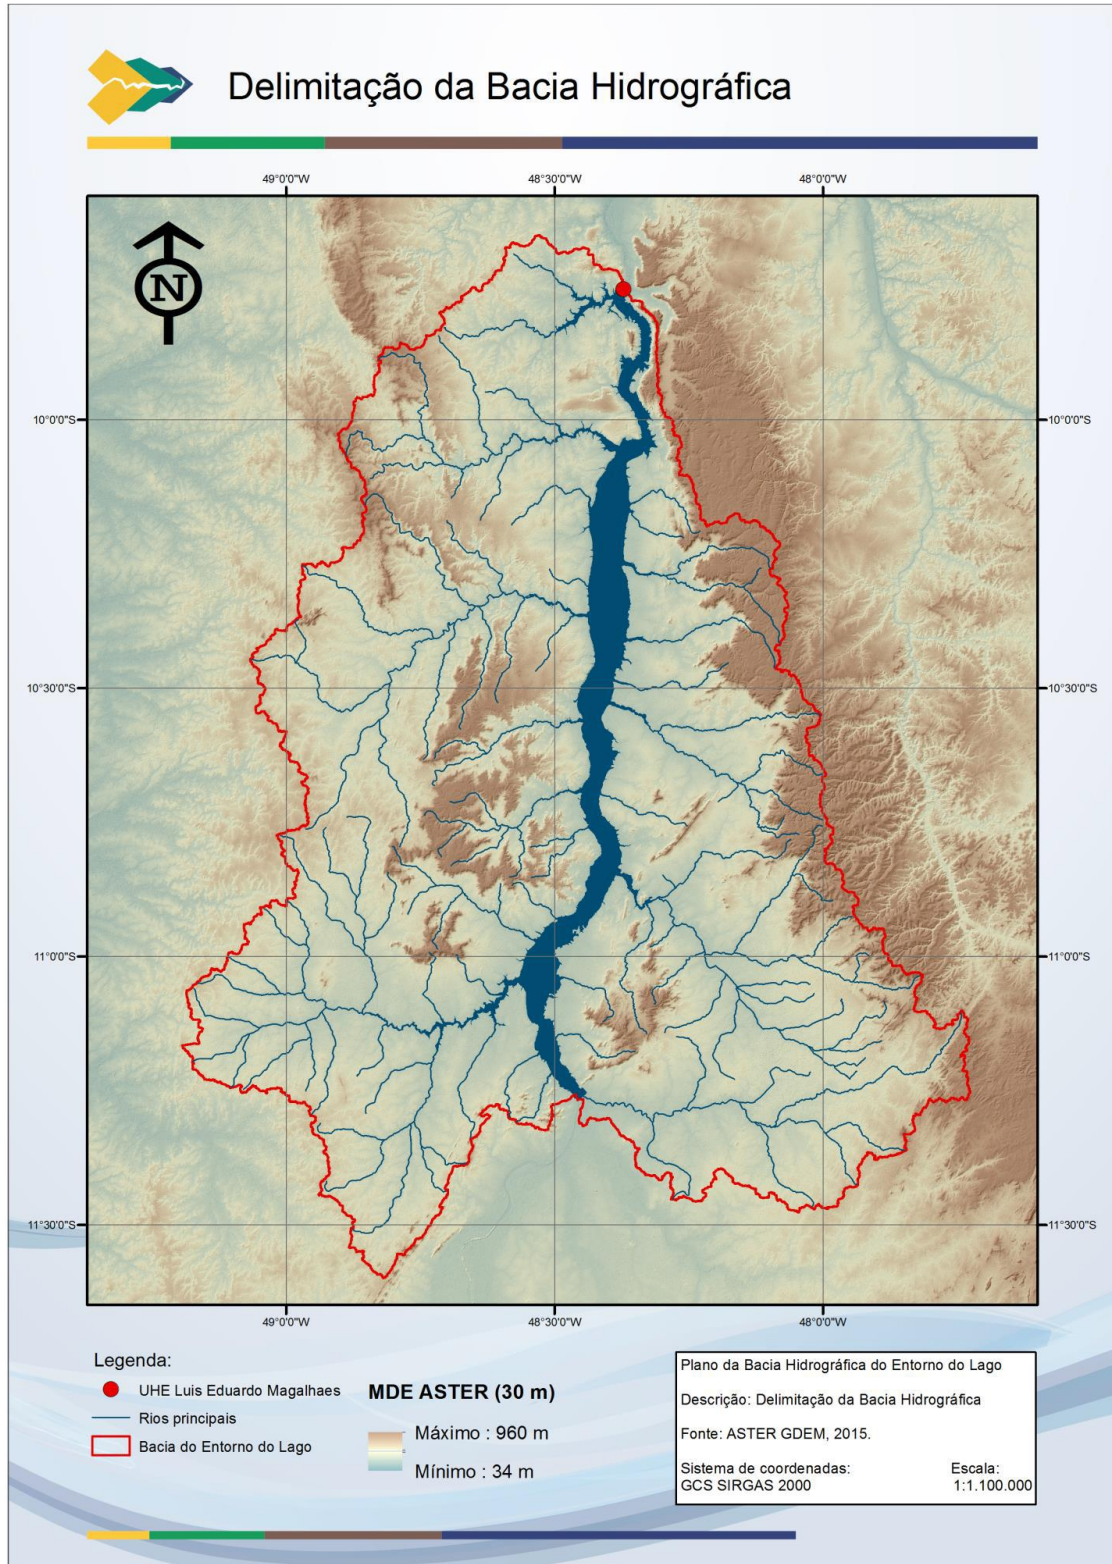 Delimitação da Bacia Hidrográfica
49°0'0"W
48°30'0"W
48°0'0"W
N
10°0'0"S
10°0'0"S
10°30'0"S
10°30'0"S
11°0'0"S
11°0'0"S
11°30'0"S
11°30'0"S
49°0'0"W
48°30'0"W
48°0'0"W
Legenda:
UHE Luis Eduardo Magalhaes
Rios principais
Bacia do Entorno do Lago
MDE ASTER (30 m)
Máximo : 960 m
Mínimo : 34 m
Plano da Bacia Hidrográfica do Entorno do Lago
Descrição: Delimitação da Bacia Hidrográfica
Fonte: ASTER GDEM, 2015.
Sistema de coordenadas:
GCS SIRGAS 2000
Escala:
1:1.100.000